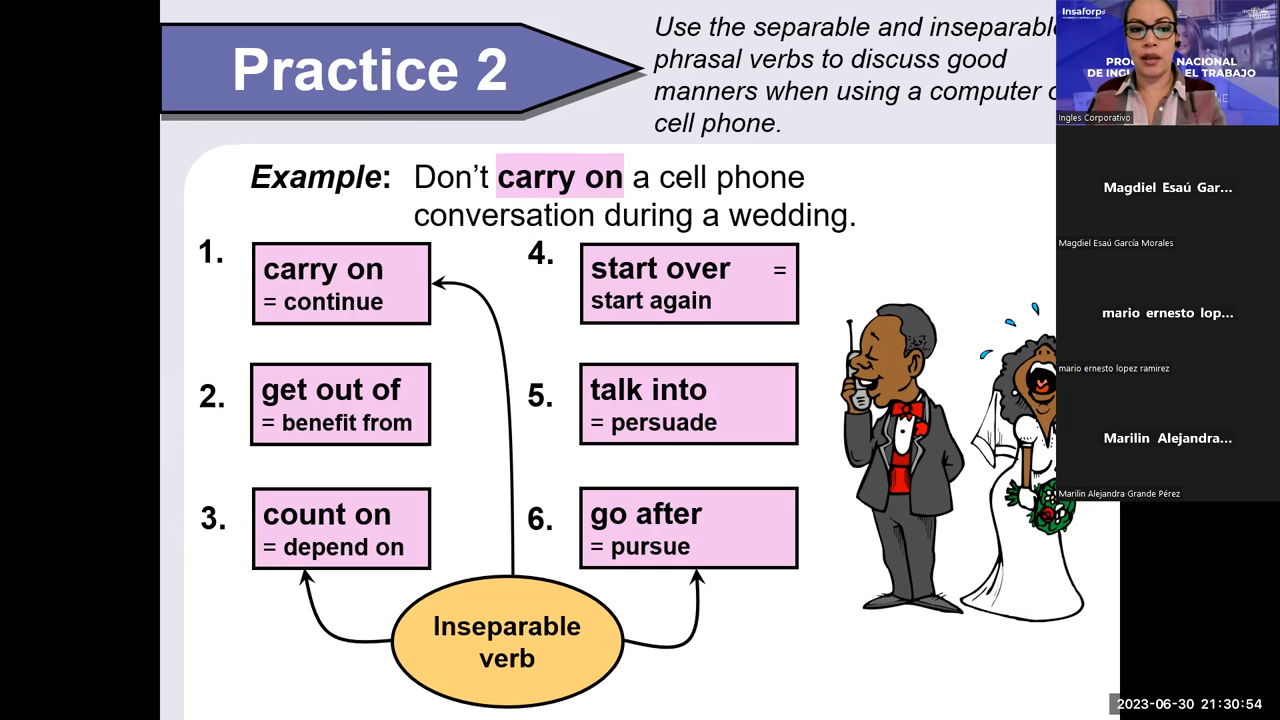 Practice 2
Use the separable and inseparable
phrasal verbs to discuss good
manners when using a computer o
cell phone.
Example: Don’t carry on a cell phone
conversation during a wedding.
1.
carry on
= continue
2.
get out of
= benefit from
3.
count on
= depend on
4.
start over =
start again
5.
talk into
= persuade
6.
go after
= pursue
Inseparable
verb
Insaforp
NACIONAL
EL TRABAJO
Ingles Corporativo
Magdiel Esaú Gar...
Magdiel Esaú García Morales
mario ernesto lop...
mario ernesto lopez ramirez
Marilin Alejandra...
Marilin Alejandra Grande Pérez
2023-06-30 21:30:54